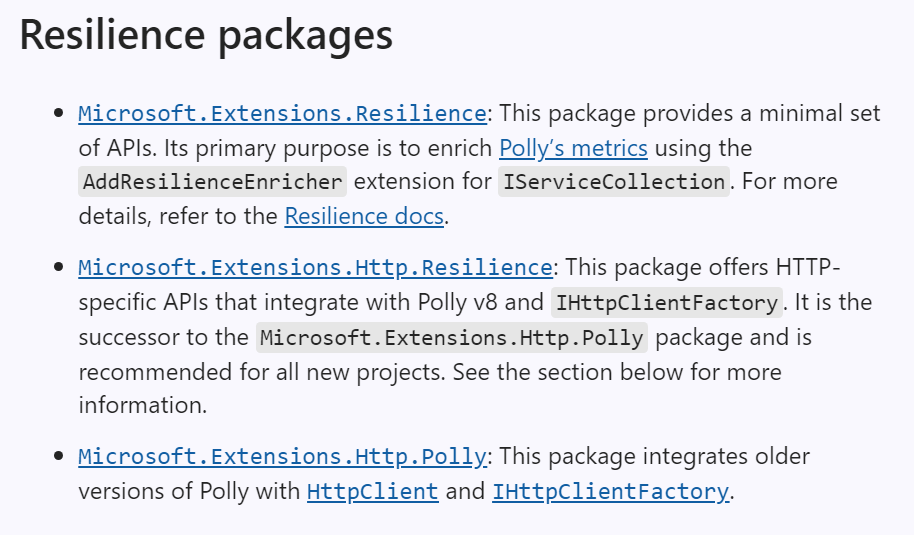 Resilience packages
• Microsoft.Extensions.Resilience: This package provides a minimal set
of APIs. Its primary purpose is to enrich Polly’s metrics using the
AddResilienceEnricher extension for IServiceCollection. For more
details, refer to the Resilience docs.
• Microsoft.Extensions.Http.Resilience: This package offers HTTP-
specific APIs that integrate with Polly v8 and IHttpClientFactory. It is the
successor to the Microsoft.Extensions.Http.Polly package and is
recommended for all new projects. See the section below for more
information.
• Microsoft.Extensions.Http.Polly: This package integrates older
versions of Polly with HttpClient and IHttpClientFactory.